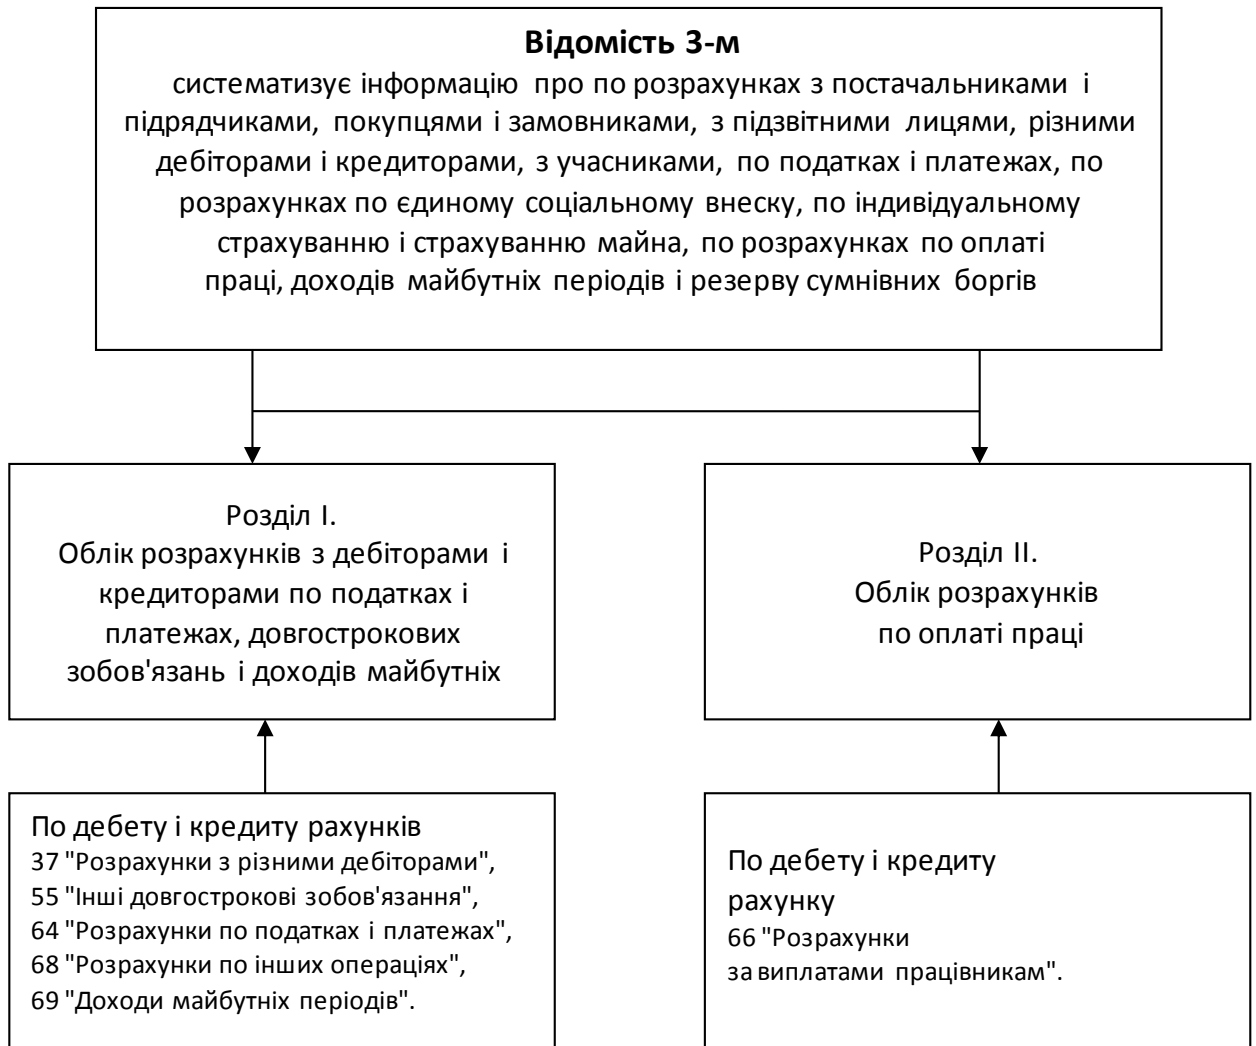 Відомість 3-м
систематизує інформацію про по розрахунках з постачальниками і
підрядчиками, покупцями і замовниками, з підзвітними лицями, різними
дебіторами і кредиторами, з учасниками, по податках і платежах, по
розрахунках по єдиному соціальному внеску, по індивідуальному
страхуванню і страхуванню майна, по розрахунках по оплаті
праці, доходів майбутніх періодів і резерву сумнівних боргів
Розділ I.
Облік розрахунків з дебіторами і
кредиторами по податках і
платежах, довгострокових
зобов'язань і доходів майбутніх
Розділ II.
Облік розрахунків
по оплаті праці
По дебету і кредиту рахунків
37 "Розрахунки з різними дебіторами",
55 "Інші довгострокові зобов'язання",
64 "Розрахунки по податках і платежах",
68 "Розрахунки по інших операціях",
69 "Доходи майбутніх періодів".
По дебету і кредиту
рахунку
66 "Розрахунки
за виплатами працівникам".